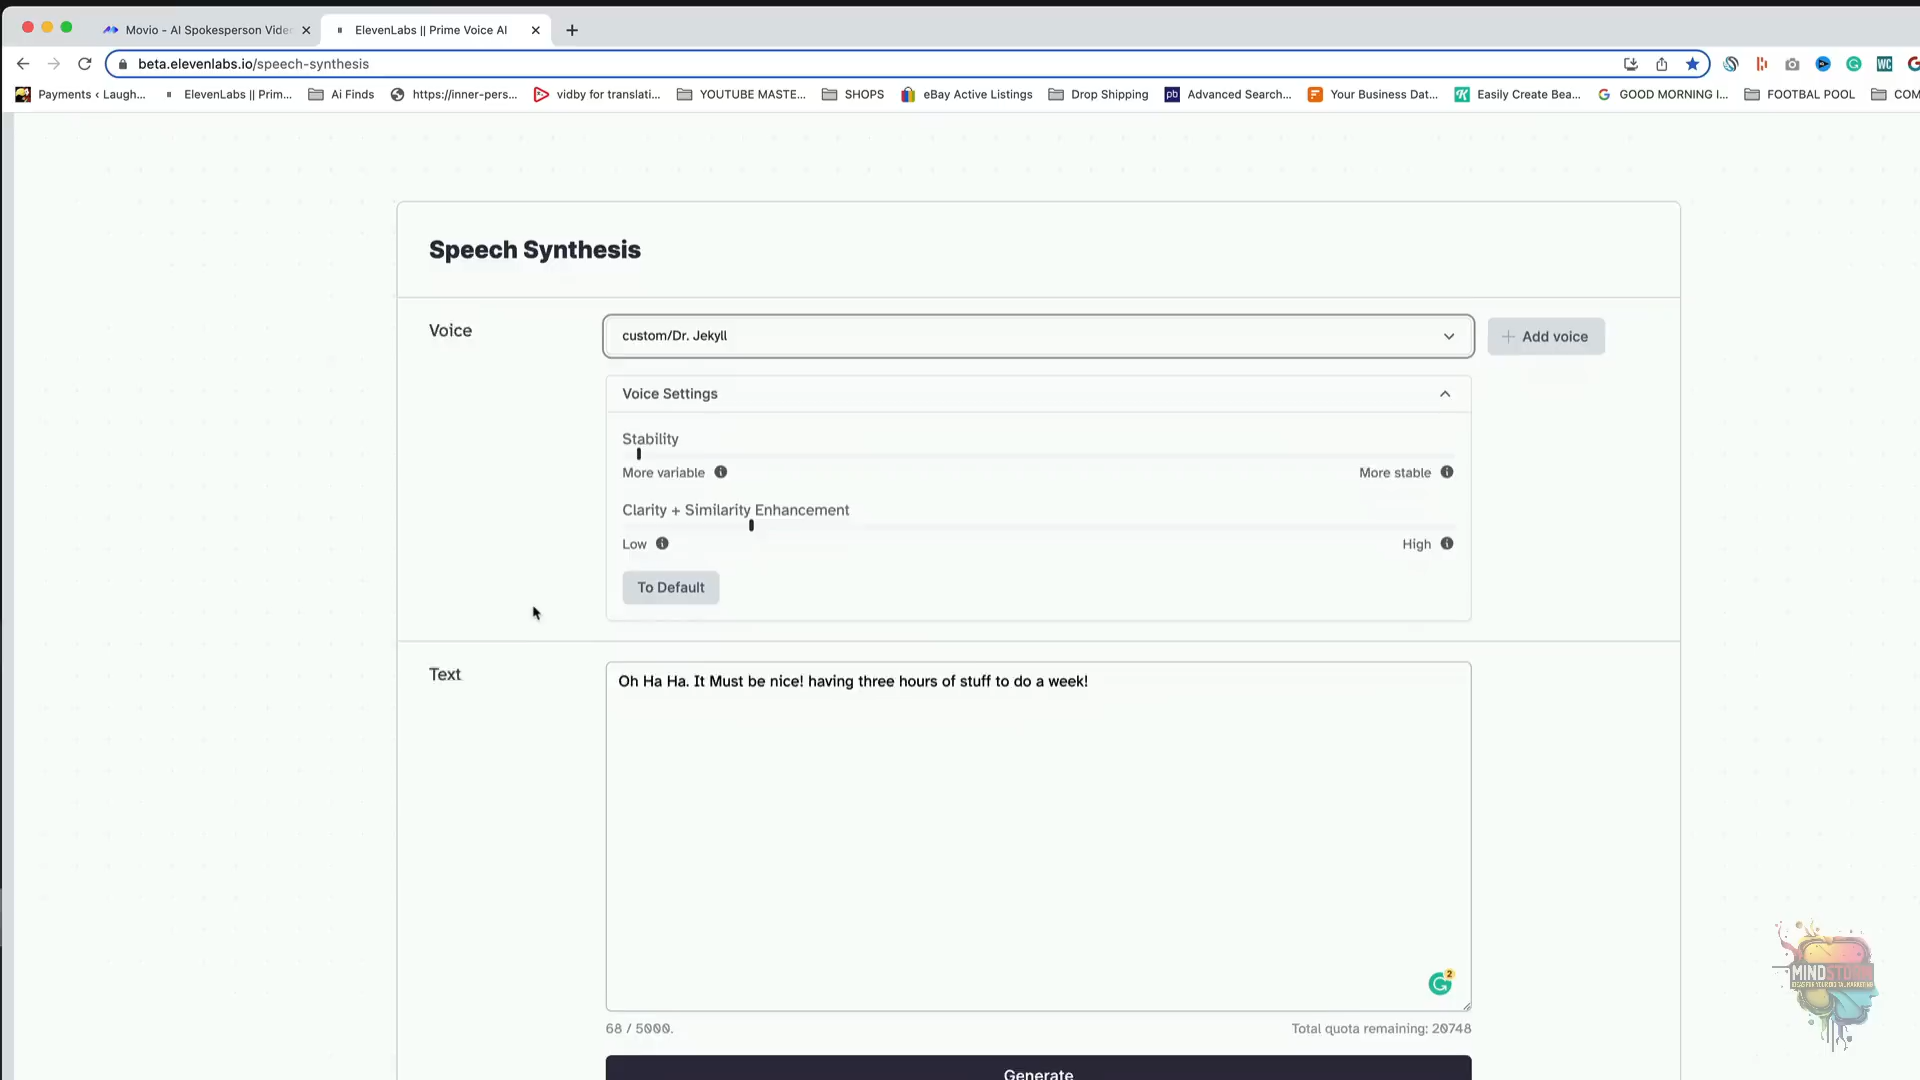 Movio - AI Spokesperson Vide
ElevenLabs || Prime Voice AI
beta.elevenlabs.io/speech-synthesis
Payments ‹ Laugh...
ElevenLabs || Prim...
Ai Finds
https://inner-pers...
vidby for translati...
YOUTUBE MASTE...
SHOPS
eBay Active Listings
Drop Shipping
pb
Advanced Search...
Your Business Dat...
Easily Create Bea...
GOOD MORNING I...
FOOTBAL POOL
COM
WC
Speech Synthesis
Voice
custom/Dr. Jekyll
Add voice
Voice Settings
Stability
More variable
More stable
Clarity + Similarity Enhancement
Low
High
To Default
Text
Oh Ha Ha. It Must be nice! having three hours of stuff to do a week!
2
68 / 5000.
Total quota remaining: 20748
Generate
MINDSTORM